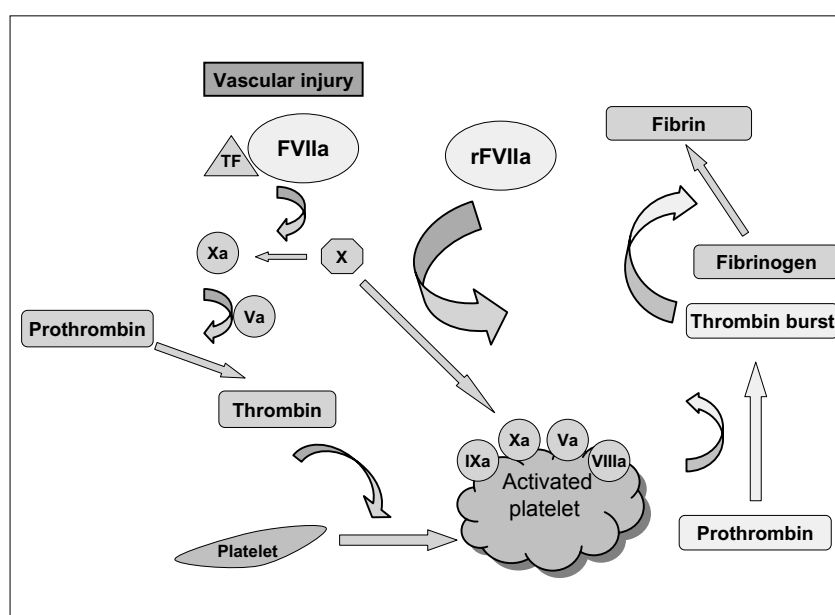 Vascular injury
TF
FVIIa
rFVIIa
Fibrin
Xa
X
Fibrinogen
Prothrombin
Va
Thrombin burst
Thrombin
IXa
Xa
Va
VIIIa
Activated
platelet
Platelet
Prothrombin